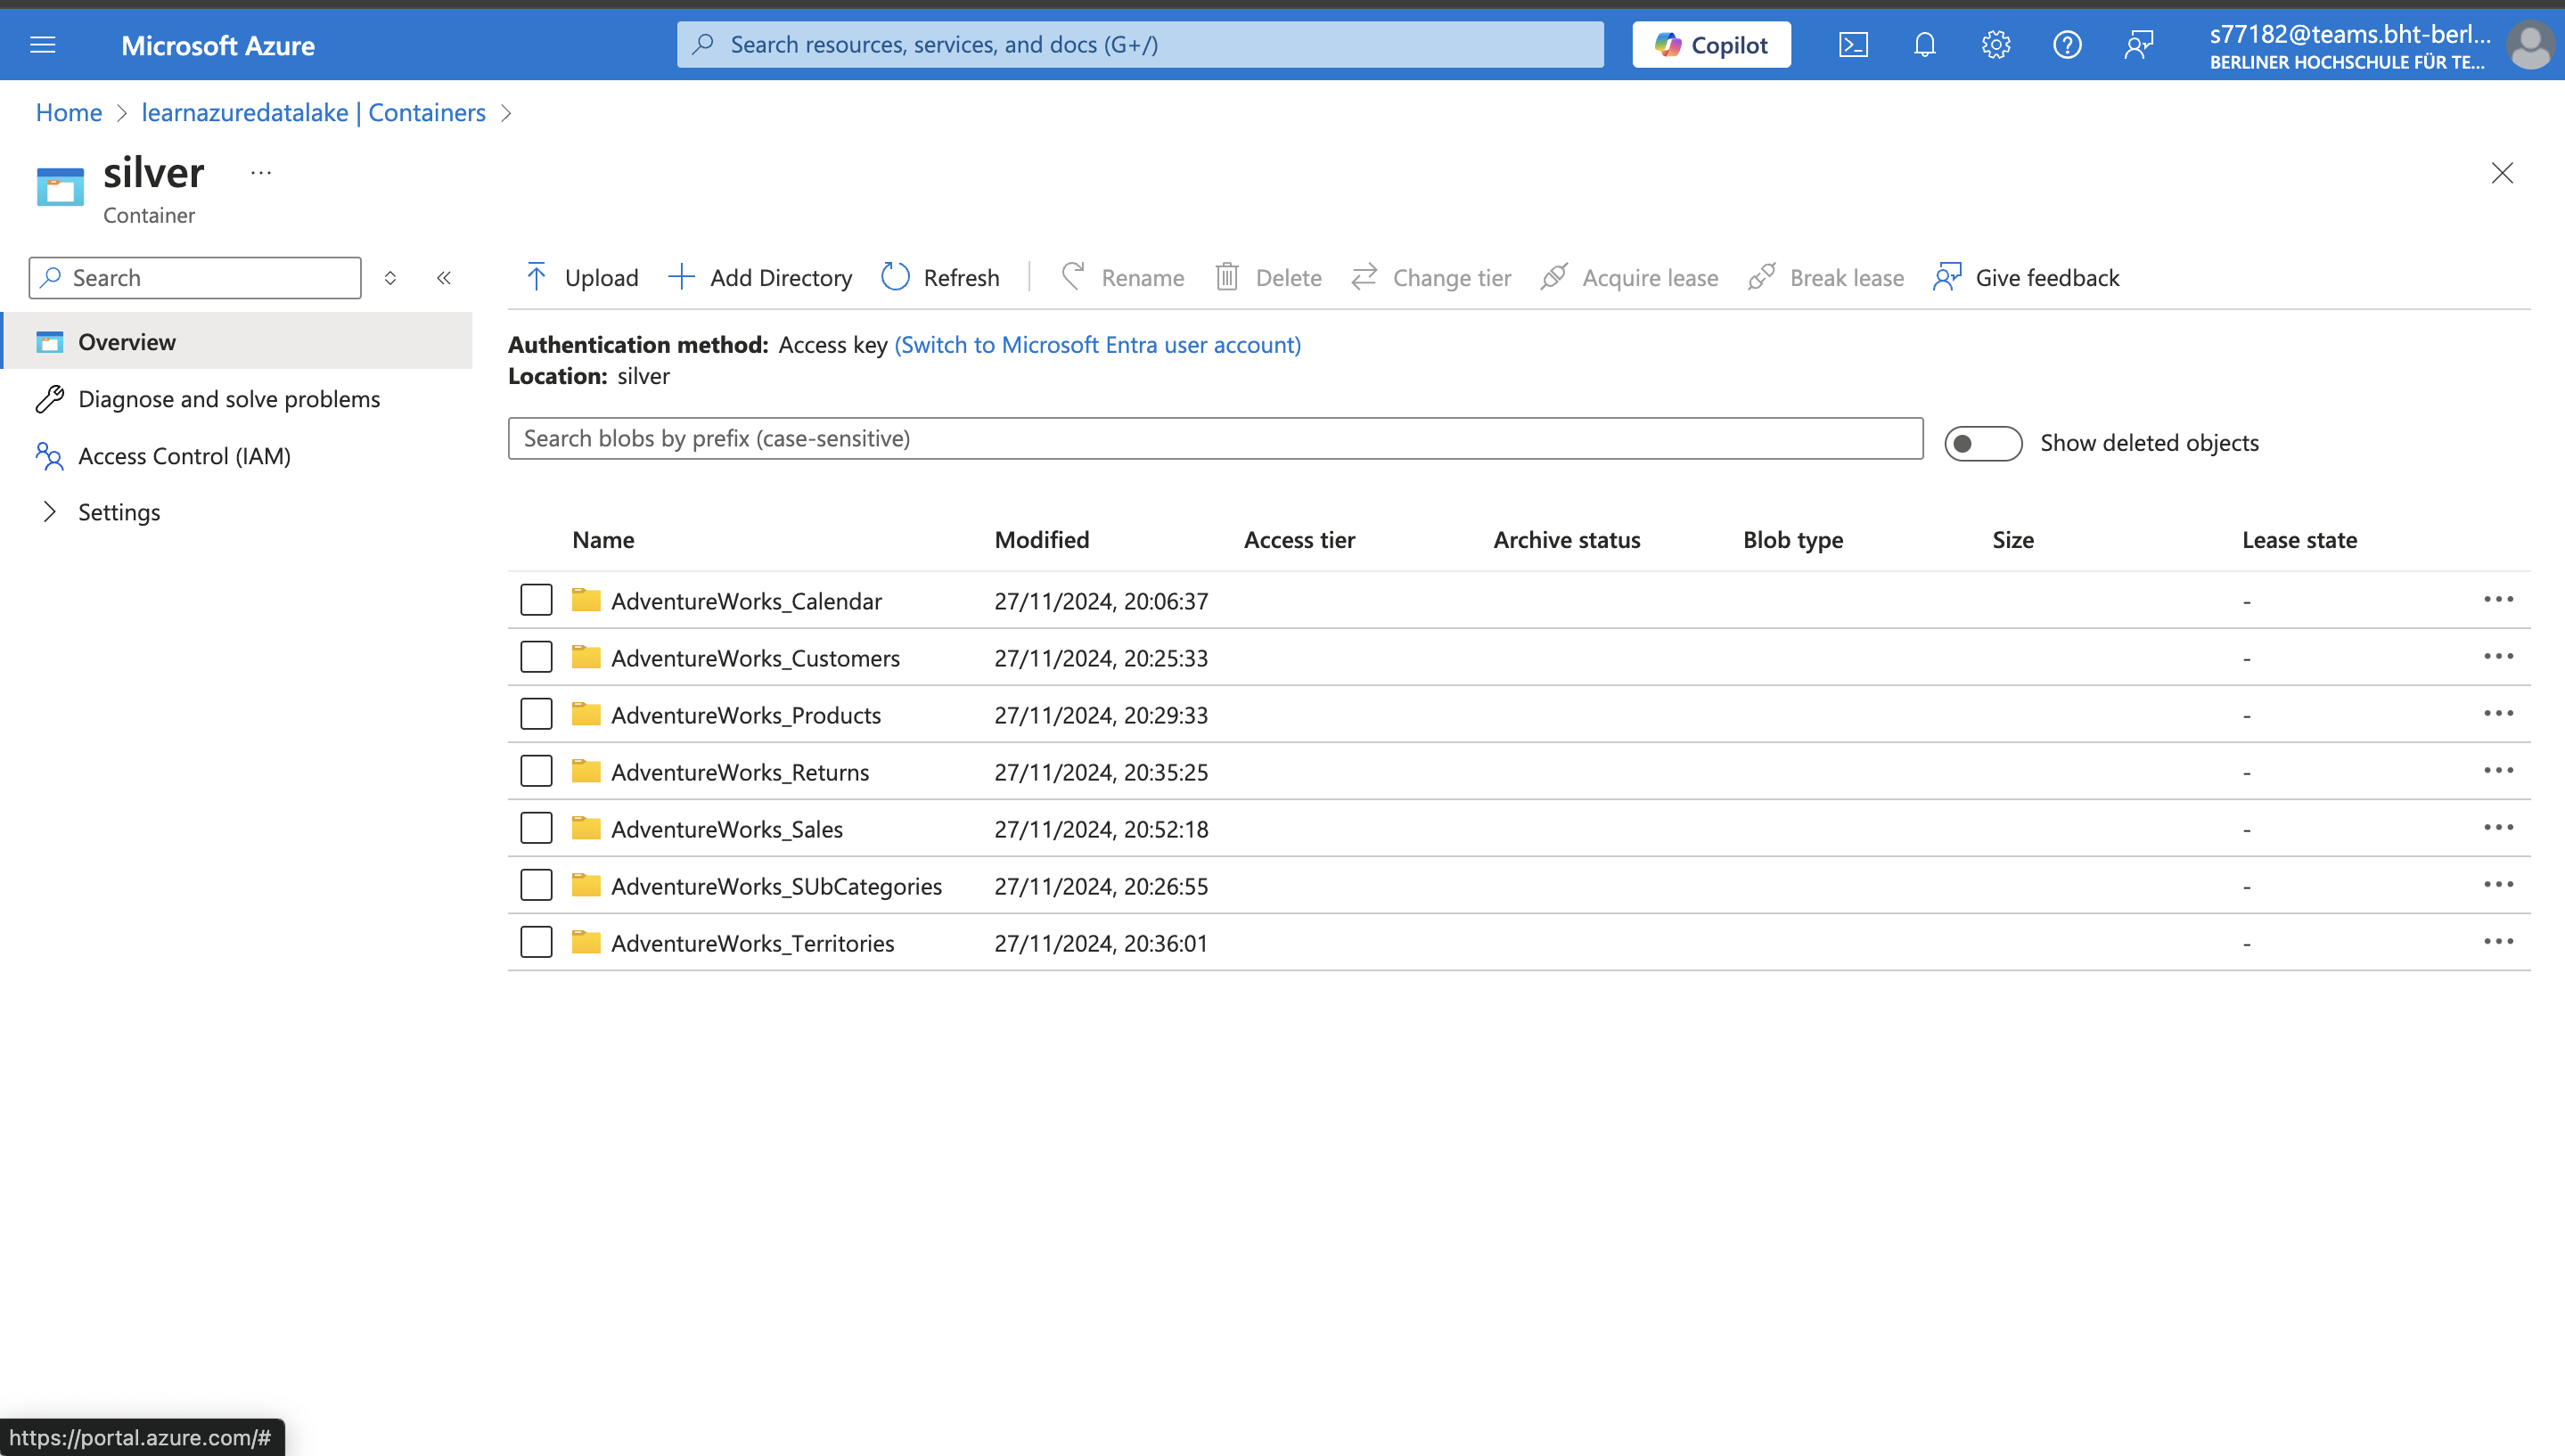 Microsoft Azure
Search resources, services, and docs (G+/)
Copilot
s77182@teams.bht-berl...
BERLINER HOCHSCHULE FÜR TE...
Home > learnazuredatalake | Containers >
silver ...
Container
Search
Overview
Diagnose and solve problems
Access Control (IAM)
Settings
Upload Add Directory Refresh Rename Delete Change tier Acquire lease Break lease Give feedback
Authentication method: Access key (Switch to Microsoft Entra user account)
Location: silver
Search blobs by prefix (case-sensitive)
Show deleted objects
Name Modified Access tier Archive status Blob type Size Lease state
AdventureWorks_Calendar 27/11/2024, 20:06:37 -
AdventureWorks_Customers 27/11/2024, 20:25:33 -
AdventureWorks_Products 27/11/2024, 20:29:33 -
AdventureWorks_Returns 27/11/2024, 20:35:25 -
AdventureWorks_Sales 27/11/2024, 20:52:18 -
AdventureWorks_SUbCategories 27/11/2024, 20:26:55 -
AdventureWorks_Territories 27/11/2024, 20:36:01 -
https://portal.azure.com/#